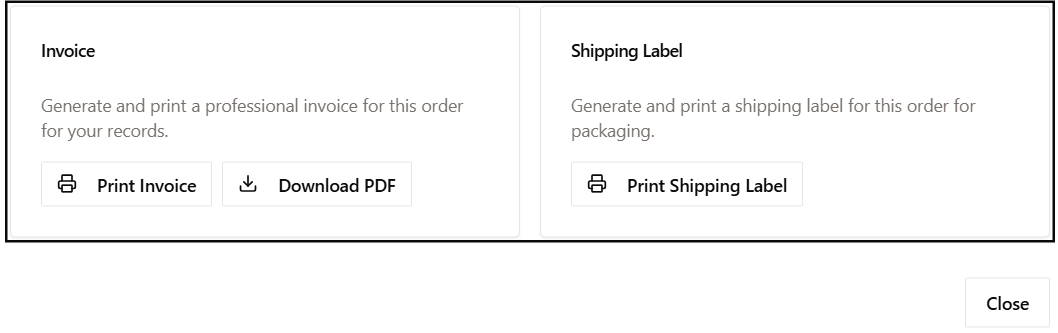 Invoice
Generate and print a professional invoice for this order
for your records.
Print Invoice
Download PDF
Shipping Label
Generate and print a shipping label for this order for
packaging.
Print Shipping Label
Close